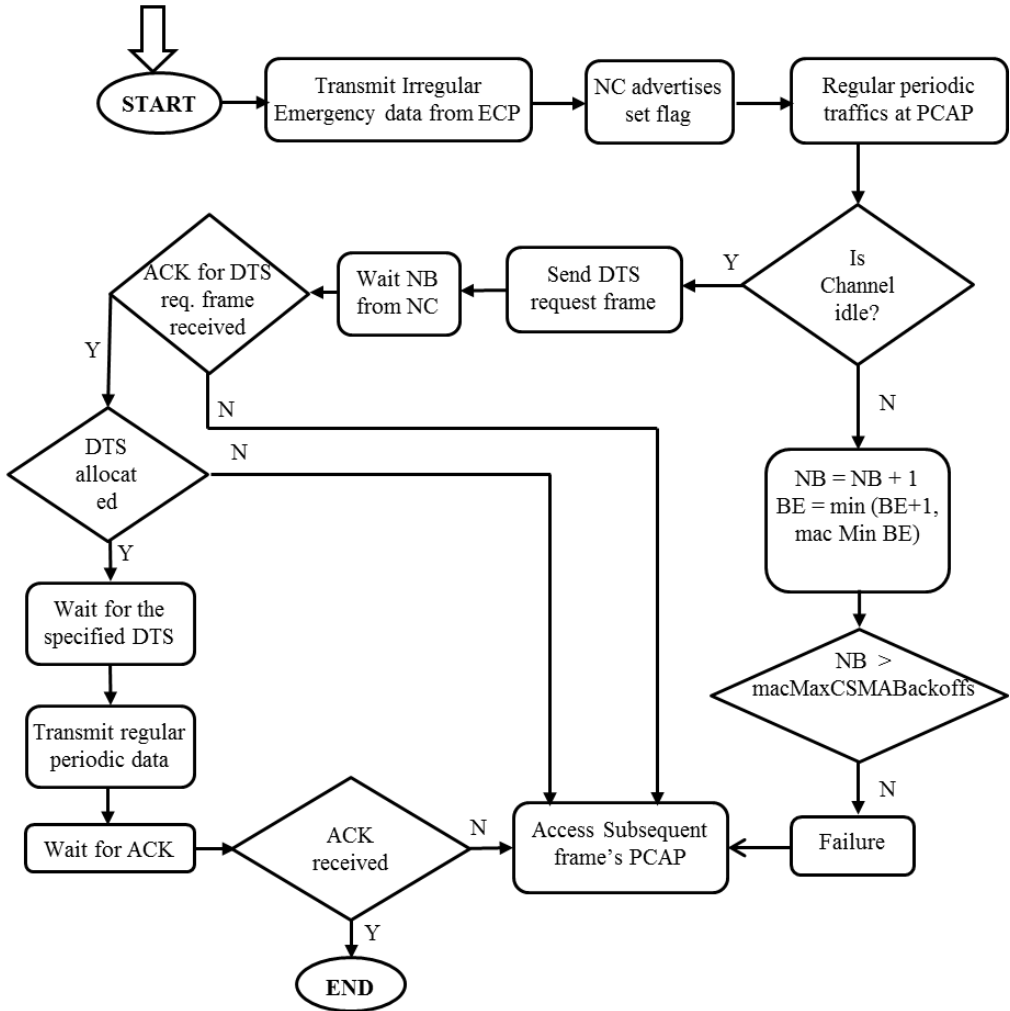 START
Transmit Irregular
Emergency data from ECP
NC advertises
set flag
Regular periodic
traffics at PCAP
Is
Channel
idle?
Y
Send DTS
request frame
Wait NB
from NC
ACK for DTS
req. frame
received
Y
N
N
DTS
allocat
ed
N
Y
NB = NB + 1
BE = min (BE+1,
mac Min BE)
Wait for the
specified DTS
NB >
macMaxCSMABackoffs
Transmit regular
periodic data
N
Wait for ACK
ACK
received
N
Access Subsequent
frame's PCAP
Failure
Y
END